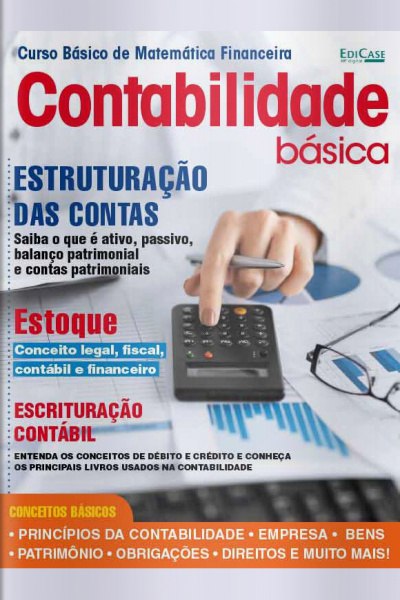 Curso Básico de Matemática Financeira
EDICASE
Contabilidade
básica
ESTRUTURAÇÃO
DAS CONTAS
Saiba o que é ativo, passivo,
balanço patrimonial
e contas patrimoniais
Estoque
Conceito legal, fiscal,
contábil e financeiro
ESCRITURAÇÃO
CONTÁBIL
ENTENDA OS CONCEITOS DE DÉBITO E CRÉDITO E CONHEÇA
OS PRINCIPAIS LIVROS USADOS NA CONTABILIDADE
CONCEITOS BÁSICOS
• PRINCÍPIOS DA CONTABILIDADE • EMPRESA • BENS
• PATRIMÔNIO • OBRIGAÇÕES • DIREITOS E MUITO MAIS!